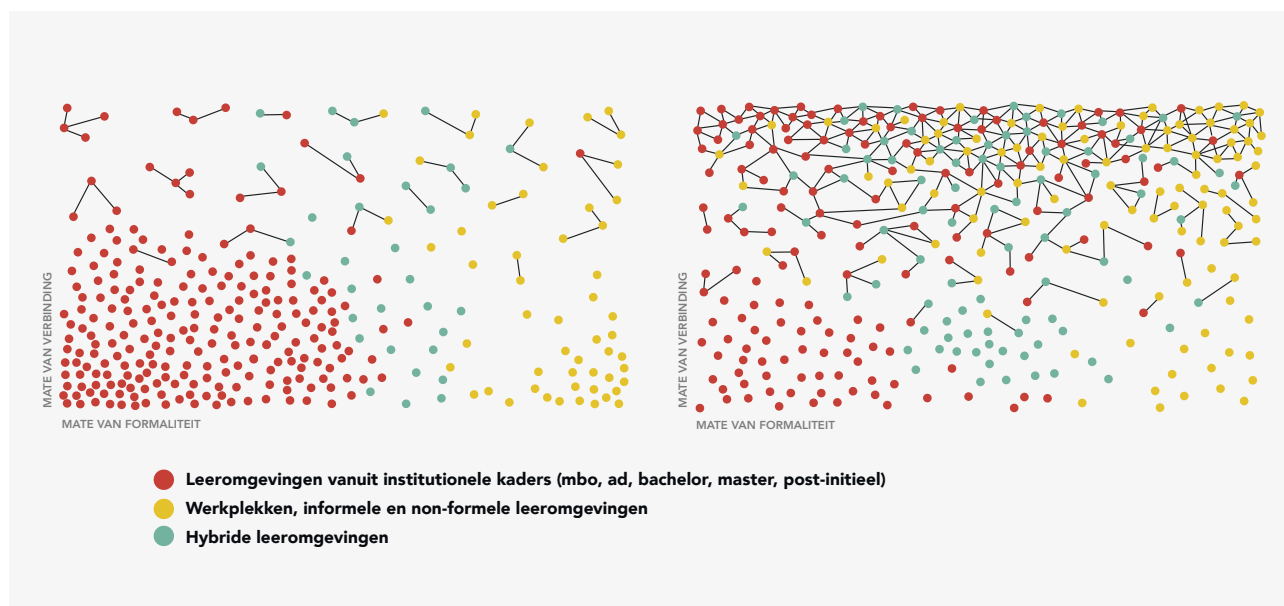 MATE VAN VERBINDING
MATE VAN FORMALITEIT
MATE VAN VERBINDING
MATE VAN FORMALITEIT
Leeromgevingen vanuit institutionele kaders (mbo, ad, bachelor, master, post-initieel)
Werkplekken, informele en non-formele leeromgevingen
Hybride leeromgevingen